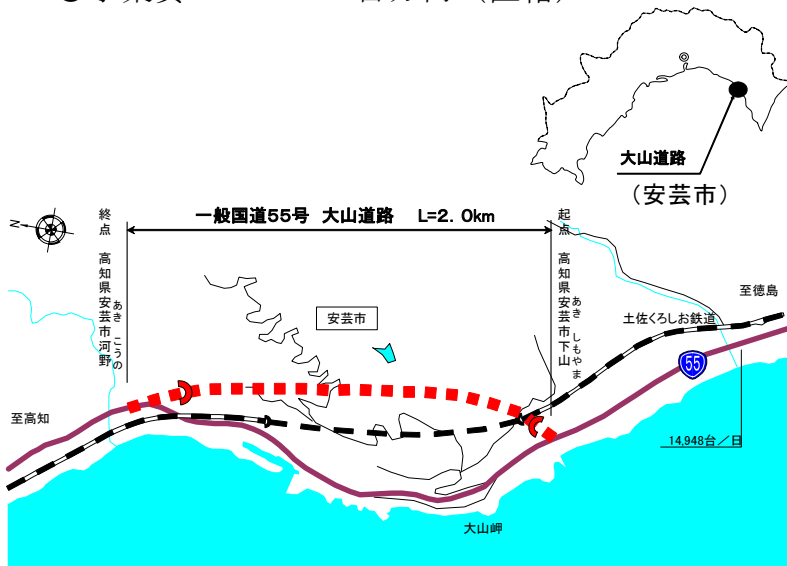 大山道路
(安芸市)
N
一般国道55号 大山道路 L=2.0km
終点 高知県安芸市河野
あき こうの
起点 高知県安芸市下山
あき しもやま
安芸市
至徳島
土佐くろしお鉄道
55
至高知
14,948台/日
大山岬